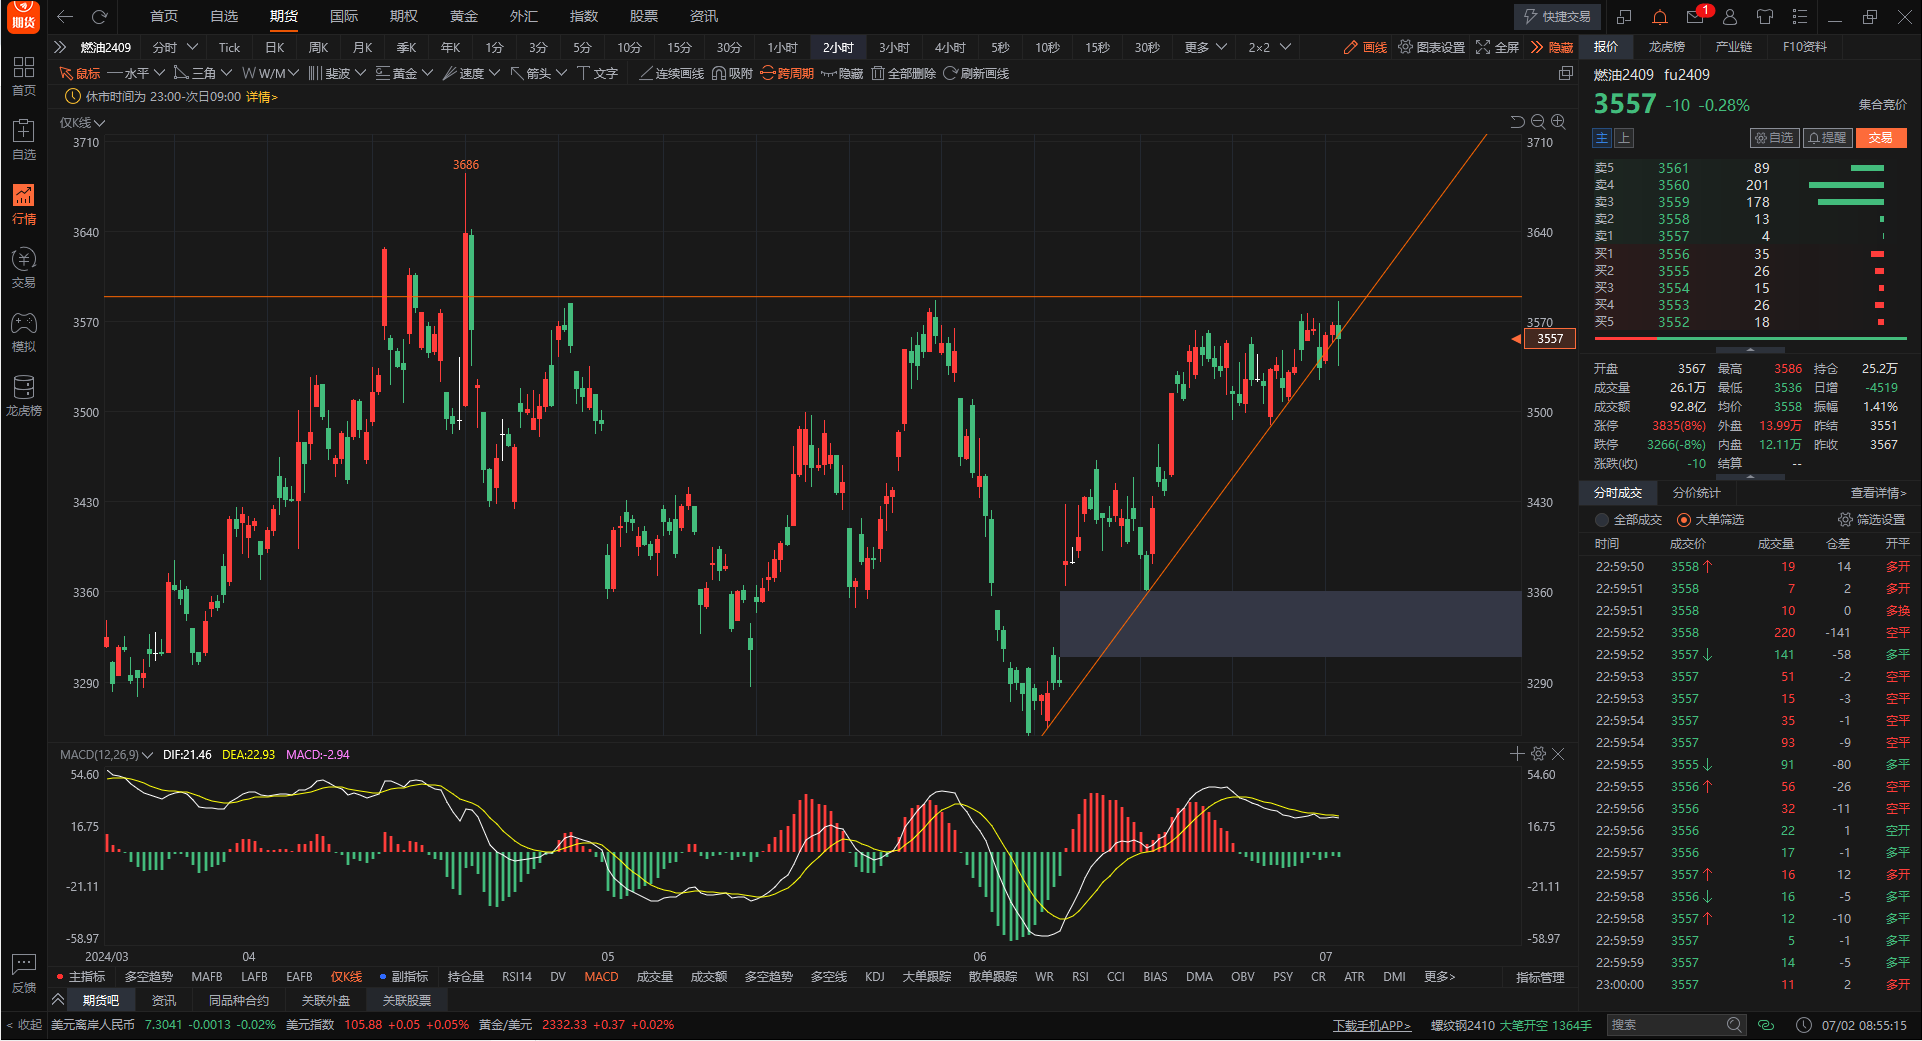 期货 首页 自选 期货 国际 期权 黄金 外汇 指数 股票 资讯 快捷交易 1
燃油2409 分时 Tick 日K 周K 月K 季K 年K 1分 3分 5分 10分 15分 30分 1小时 2小时 3小时 4小时 5秒 10秒 15秒 30秒 更多 2×2 画线 图表设置 全屏 隐藏
鼠标 水平 三角 W/M 斐波 黄金 速度 箭头 文字 连续画线 吸附 跨周期 隐藏 全部删除 刷新画线
休市时间为 23:00-次日09:00 详情>
仅K线
首页
自选
行情
交易
模拟
龙虎榜
反馈
< 收起
3710 3710
3686
3640 3640
3570 3570
3557
3500 3500
3430 3430
3360 3360
3290 3290
MACD(12,26,9) DIF:21.46 DEA:22.93 MACD:-2.94
54.60 54.60
16.75 16.75
-21.11 -21.11
-58.97 -58.97
2024/03 04 05 06 07
主指标 多空趋势 MAFB LAFB EAFB 仅K线 副指标 持仓量 RSI14 DV MACD 成交量 成交额 多空趋势 多空线 KDJ 大单跟踪 散单跟踪 WR RSI CCI BIAS DMA OBV PSY CR ATR DMI 更多> 指标管理
期货吧 资讯 同品种合约 关联外盘 关联股票
报价 龙虎榜 产业链 F10资料
燃油2409 fu2409
3557 -10 -0.28% 集合竞价
主 上 自选 提醒 交易
卖5 3561 89
卖4 3560 201
卖3 3559 178
卖2 3558 13
卖1 3557 4
买1 3556 35
买2 3555 26
买3 3554 15
买4 3553 26
买5 3552 18
开盘 3567 最高 3586 持仓 25.2万
成交量 26.1万 最低 3536 日增 -4519
成交额 92.8亿 均价 3558 振幅 1.41%
涨停 3835(8%) 外盘 13.99万 昨结 3551
跌停 3266(-8%) 内盘 12.11万 昨收 3567
涨跌(收) -10 结算 --
分时成交 分价统计 查看详情>
全部成交 大单筛选 筛选设置
时间 成交价 成交量 仓差 开平
22:59:50 3558↑ 19 14 多开
22:59:51 3558 7 2 多开
22:59:51 3558 10 0 多换
22:59:52 3558 220 -141 空平
22:59:52 3557↓ 141 -58 多平
22:59:53 3557 51 -2 空平
22:59:53 3557 15 -3 空平
22:59:54 3557 35 -1 空平
22:59:54 3557 93 -9 空平
22:59:55 3555↓ 91 -80 多平
22:59:55 3556↑ 56 -26 空平
22:59:56 3556 32 -11 空平
22:59:56 3556 22 1 空开
22:59:57 3556 17 -1 多平
22:59:57 3557↑ 16 12 多开
22:59:58 3556↓ 16 -5 多平
22:59:58 3557↑ 12 -10 多平
22:59:59 3557 5 -1 多平
22:59:59 3557 14 -5 多平
23:00:00 3557 11 2 多开
美元离岸人民币 7.3041 -0.0013 -0.02% 美元指数 105.88 +0.05 +0.05% 黄金/美元 2332.33 +0.37 +0.02% 下载手机APP> 螺纹钢2410 大笔开空 1364手 搜索 07/02 08:55:15